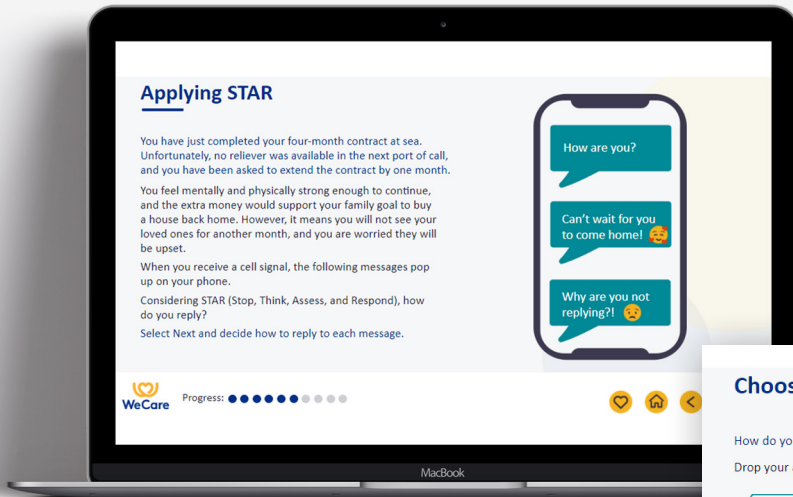 Applying STAR
You have just completed your four-month contract at sea.
Unfortunately, no reliever was available in the next port of call,
and you have been asked to extend the contract by one month.
You feel mentally and physically strong enough to continue,
and the extra money would support your family goal to buy
a house back home. However, it means you will not see your
loved ones for another month, and you are worried they will
be upset.
When you receive a cell signal, the following messages pop
up on your phone.
Considering STAR (Stop, Think, Assess, and Respond), how
do you reply?
Select Next and decide how to reply to each message.
How are you?
Can't wait for you
to come home! 🥰
Why are you not
replying?! 😟
WeCare
Progress:
MacBook
Choos
How do yo
Drop your